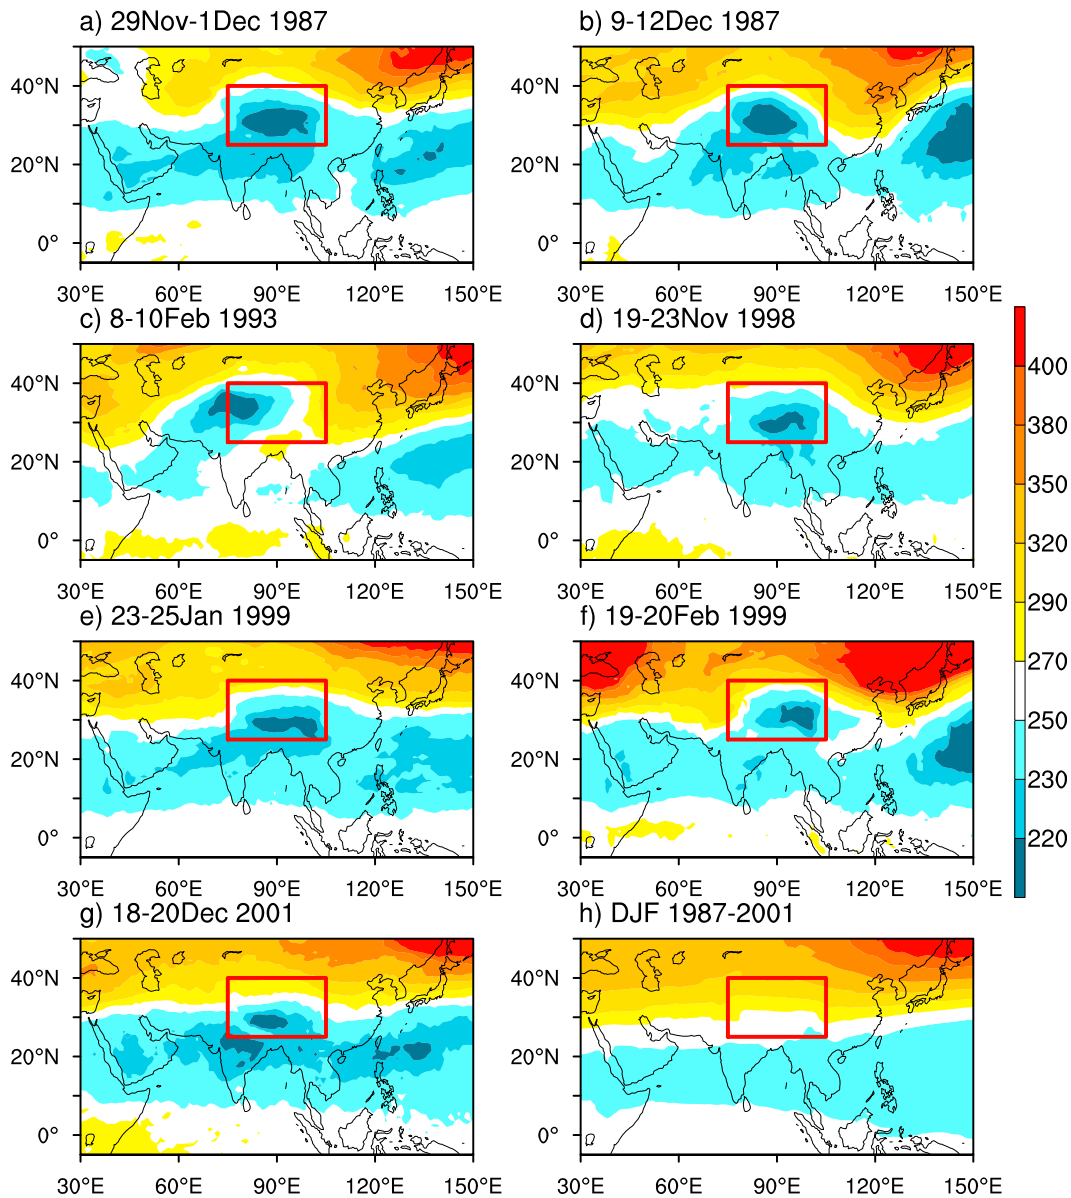 a) 29Nov-1Dec 1987
b) 9-12Dec 1987
40°N
20°N
0°
30°E 60°E 90°E 120°E 150°E
40°N
20°N
0°
30°E 60°E 90°E 120°E 150°E
c) 8-10Feb 1993
d) 19-23Nov 1998
40°N
20°N
0°
30°E 60°E 90°E 120°E 150°E
40°N
20°N
0°
30°E 60°E 90°E 120°E 150°E
e) 23-25Jan 1999
f) 19-20Feb 1999
40°N
20°N
0°
30°E 60°E 90°E 120°E 150°E
40°N
20°N
0°
30°E 60°E 90°E 120°E 150°E
g) 18-20Dec 2001
h) DJF 1987-2001
40°N
20°N
0°
30°E 60°E 90°E 120°E 150°E
40°N
20°N
0°
30°E 60°E 90°E 120°E 150°E
400
380
350
320
290
270
250
230
220